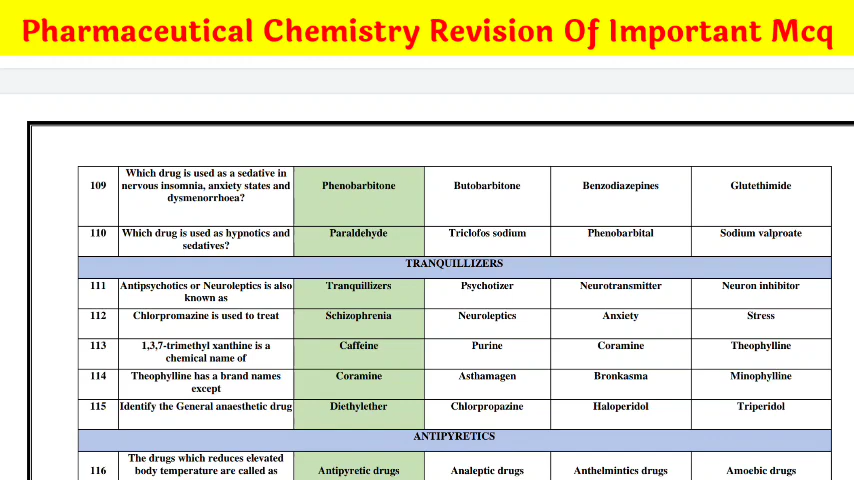 Pharmaceutical Chemistry Revision Of Important Mcq
109 Which drug is used as a sedative in nervous insomnia, anxiety states and dysmenorrhoea? Phenobarbitone Butobarbitone Benzodiazepines Glutethimide
110 Which drug is used as hypnotics and sedatives? Paraldehyde Triclofos sodium Phenobarbital Sodium valproate
TRANQUILLIZERS
111 Antipsychotics or Neuroleptics is also known as Tranquillizers Psychotizer Neurotransmitter Neuron inhibitor
112 Chlorpromazine is used to treat Schizophrenia Neuroleptics Anxiety Stress
113 1,3,7-trimethyl xanthine is a chemical name of Caffeine Purine Coramine Theophylline
114 Theophylline has a brand names except Coramine Asthamagen Bronkasma Minophylline
115 Identify the General anaesthetic drug Diethylether Chlorpropazine Haloperidol Triperidol
ANTIPYRETICS
116 The drugs which reduces elevated body temperature are called as Antipyretic drugs Analeptic drugs Anthelmintics drugs Amoebic drugs